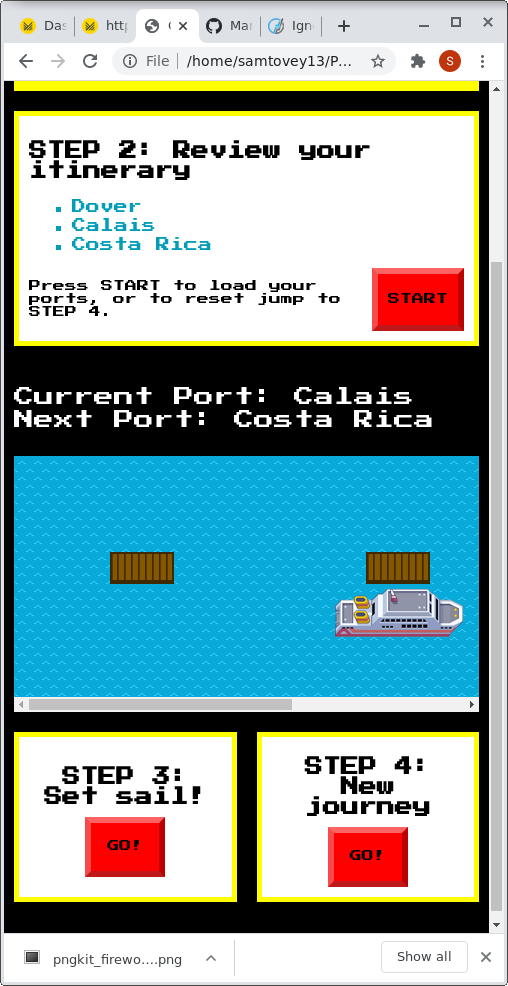 Das
http
C
Mar
Igne
File
/home/samtovey13/P...
S
STEP 2: Review your
itinerary
Dover
Calais
Costa Rica
Press START to load your
ports, or to reset jump to
STEP 4.
START
Current Port: Calais
Next Port: Costa Rica
STEP 3:
Set sail!
GO!
STEP 4:
New
journey
GO!
pngkit_firewo....png
Show all